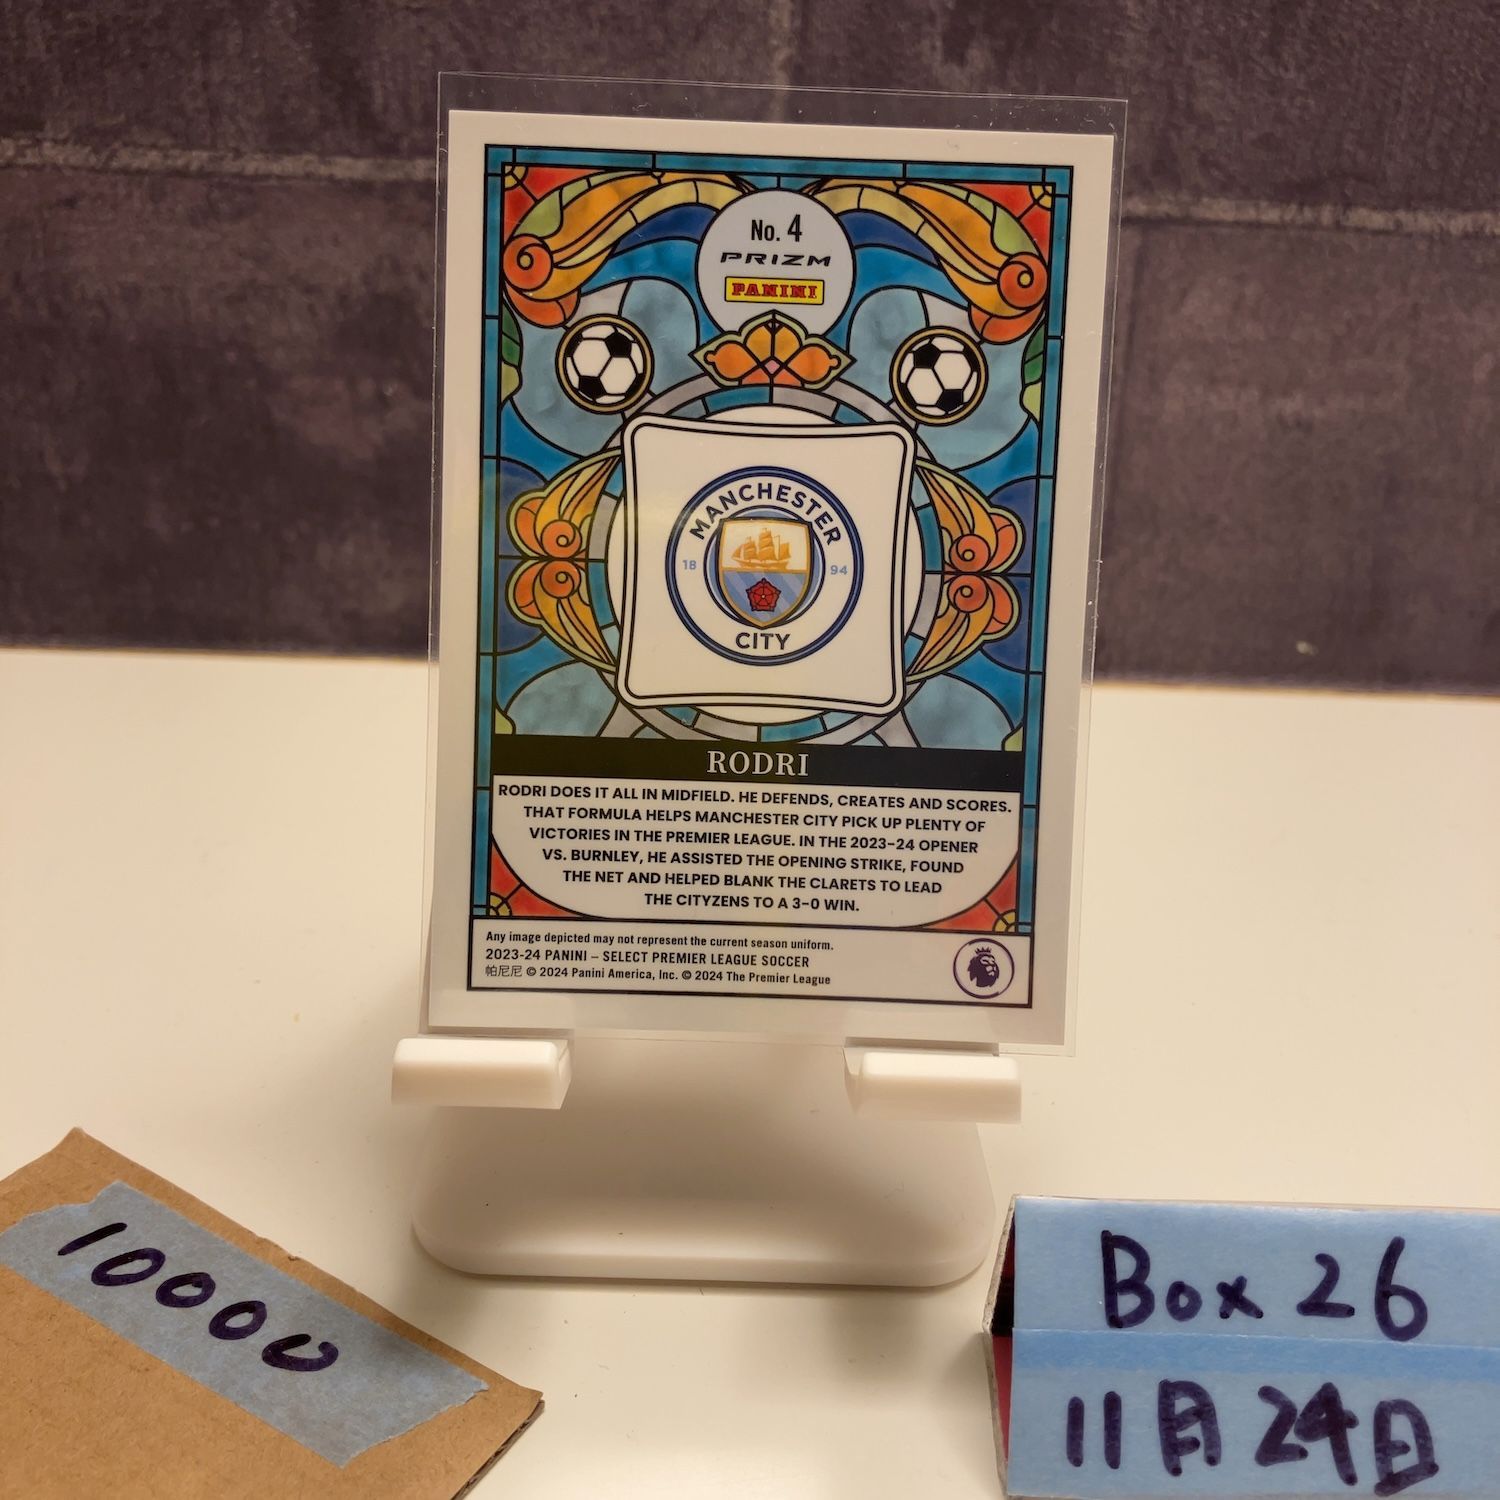 No. 4
PRIZM
PANINI
MANCHESTER
18 94
CITY
RODRI
RODRI DOES IT ALL IN MIDFIELD. HE DEFENDS, CREATES AND SCORES.
THAT FORMULA HELPS MANCHESTER CITY PICK UP PLENTY OF
VICTORIES IN THE PREMIER LEAGUE. IN THE 2023-24 OPENER
VS. BURNLEY, HE ASSISTED THE OPENING STRIKE, FOUND
THE NET AND HELPED BLANK THE CLARETS TO LEAD
THE CITYZENS TO A 3-0 WIN.
Any image depicted may not represent the current season uniform.
2023-24 PANINI – SELECT PREMIER LEAGUE SOCCER
帕尼尼 © 2024 Panini America, Inc. © 2024 The Premier League
10000
Box 26
11月24日